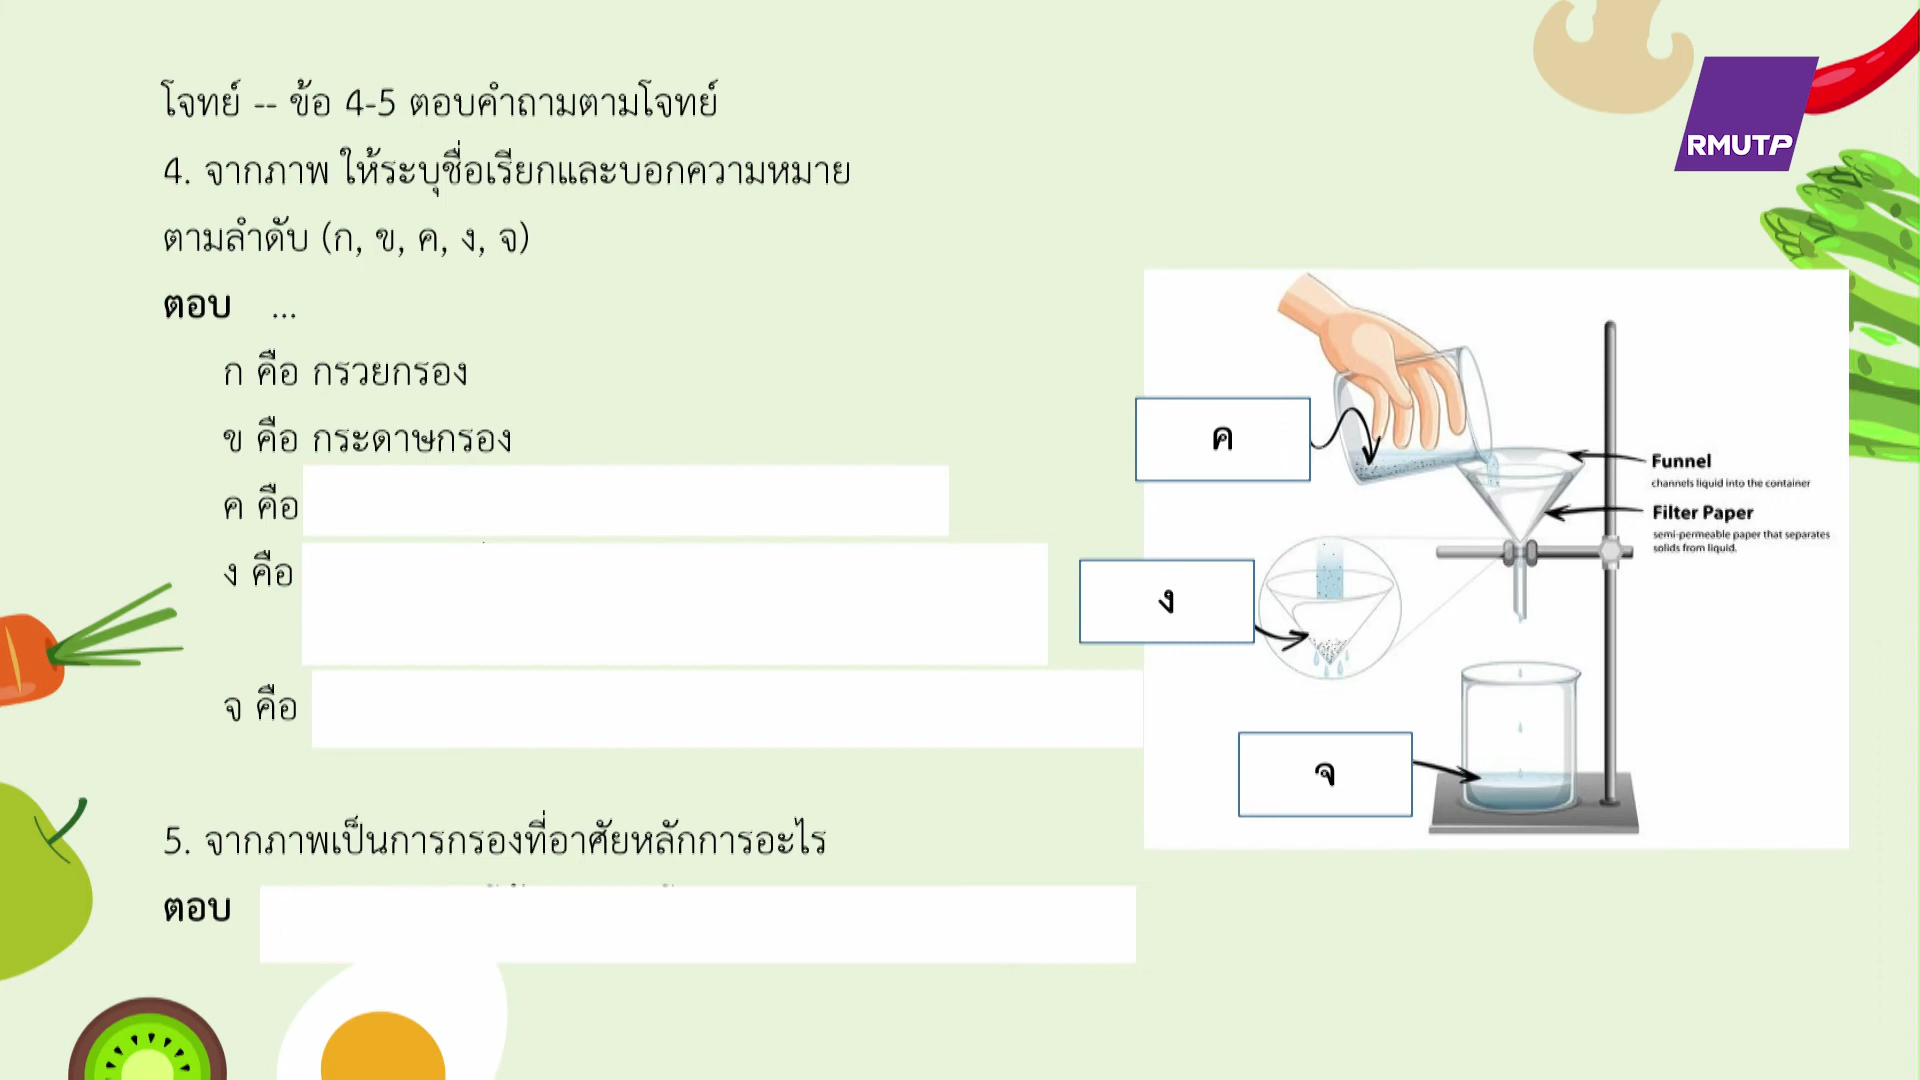 โจทย์ -- ข้อ 4-5 ตอบคำถามตามโจทย์
4. จากภาพ ให้ระบุชื่อเรียกและบอกความหมาย
ตามลำดับ (ก, ข, ค, ง, จ)
ตอบ ...
ก คือ กรวยกรอง
ข คือ กระดาษกรอง
ค คือ
ง คือ
จ คือ
5. จากภาพเป็นการกรองที่อาศัยหลักการอะไร
ตอบ
RMUTP
ค
Funnel
channels liquid into the container
Filter Paper
semi-permeable paper that separates
solids from liquid.
ง
จ